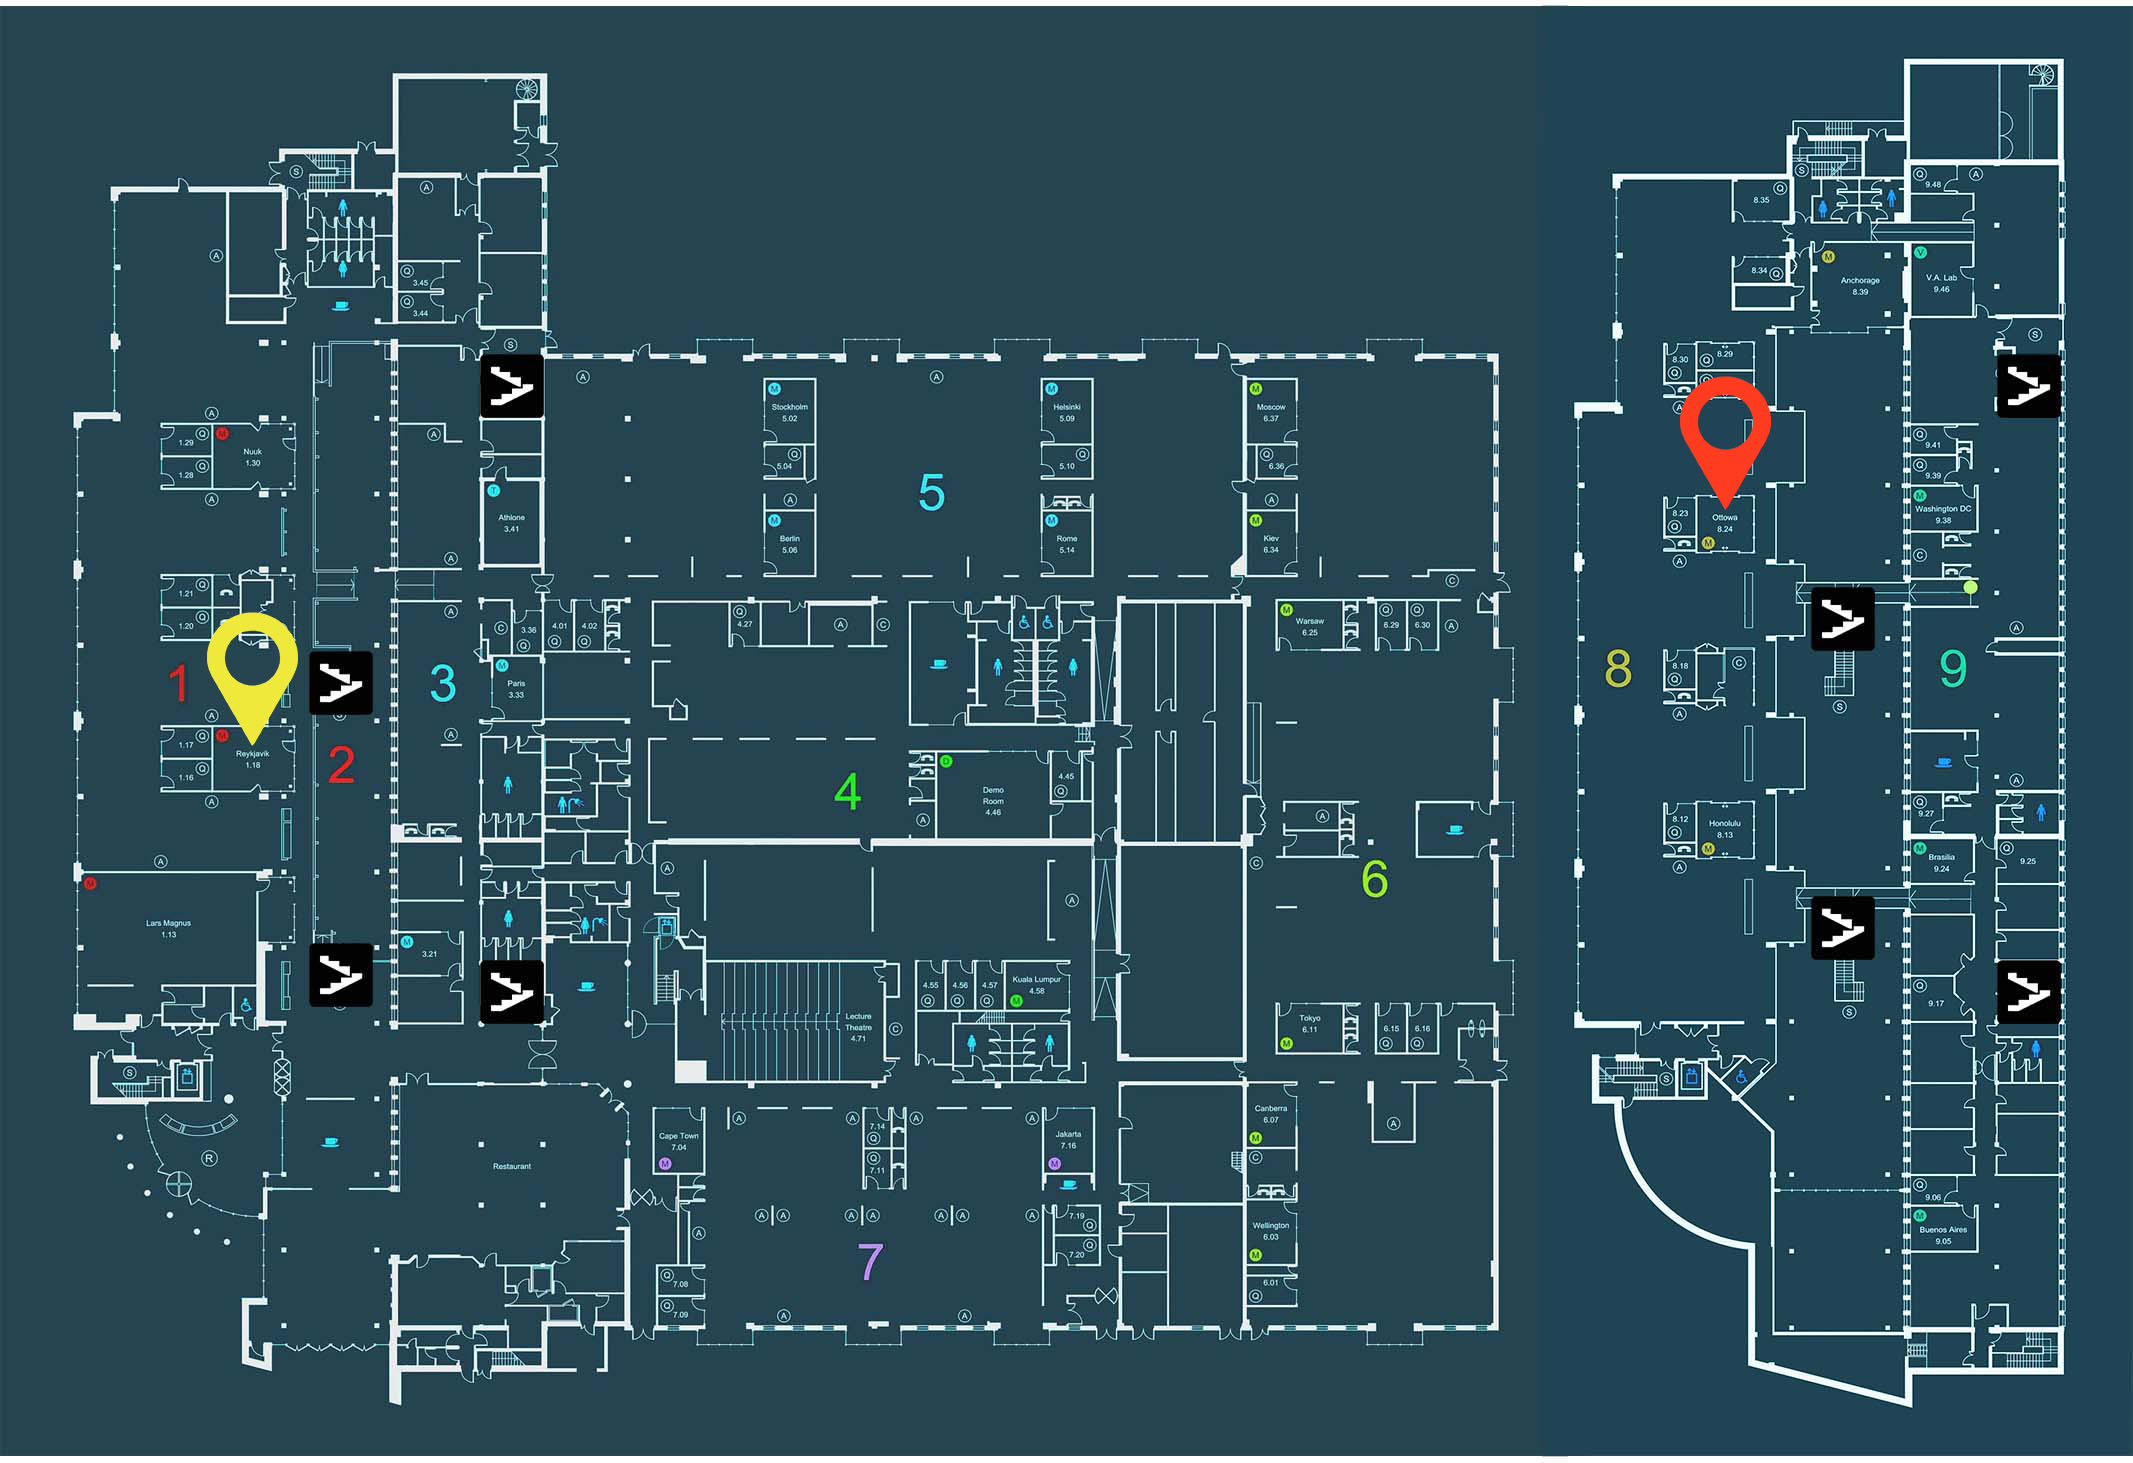 S
A
A
Q
3.45
Q
3.44
S
A
1.29
Q
M
Nuuk
1.30
1.28
Q
A
A
T
Athlone
3.41
A
1.21
Q
1.20
Q
A
1
A
1.17
Q
M
Reykjavik
1.18
1.16
Q
A
2
A
M
Lars Magnus
1.13
S
R
A
3
A
C
3.36
Q
4.01
Q
4.02
Q
M
Paris
3.33
M
3.21
Restaurant
A
A
M
Stockholm
5.02
Q
5.04
A
M
Berlin
5.06
5
M
Helsinki
5.09
Q
5.10
M
Rome
5.14
M
Moscow
6.37
Q
6.36
A
M
Kiev
6.34
C
Q
4.27
A
C
4
D
Demo
Room
4.46
4.45
Q
A
A
A
4.55
Q
4.56
Q
4.57
Q
Kuala Lumpur
4.58
M
Lecture
Theatre
4.71
C
M
Warsaw
6.25
Q
6.29
Q
6.30
A
A
C
6
Tokyo
6.11
M
6.15
Q
6.16
Q
Canberra
6.07
M
C
Wellington
6.03
M
6.01
Q
A
Cape Town
7.04
M
A
A
7.14
Q
Q
7.11
A
A
Jakarta
7.16
M
A
A
A
A
A
A
A
A
7.19
Q
7.20
Q
7
Q
7.08
Q
7.09
A
A
S
Q
8.35
8.34
Q
M
Anchorage
8.39
8.30
Q
8.29
Q
A
8.23
Q
Ottowa
8.24
M
A
8
8.18
Q
C
A
8.12
Q
Honolulu
8.13
M
A
S
S
S
Q
9.48
A
V
V.A. Lab
9.46
S
Q
9.41
Q
9.39
M
Washington DC
9.38
C
A
9
A
Q
9.27
M
Brasilia
9.24
Q
9.25
Q
9.17
Q
9.06
M
Buenos Aires
9.05